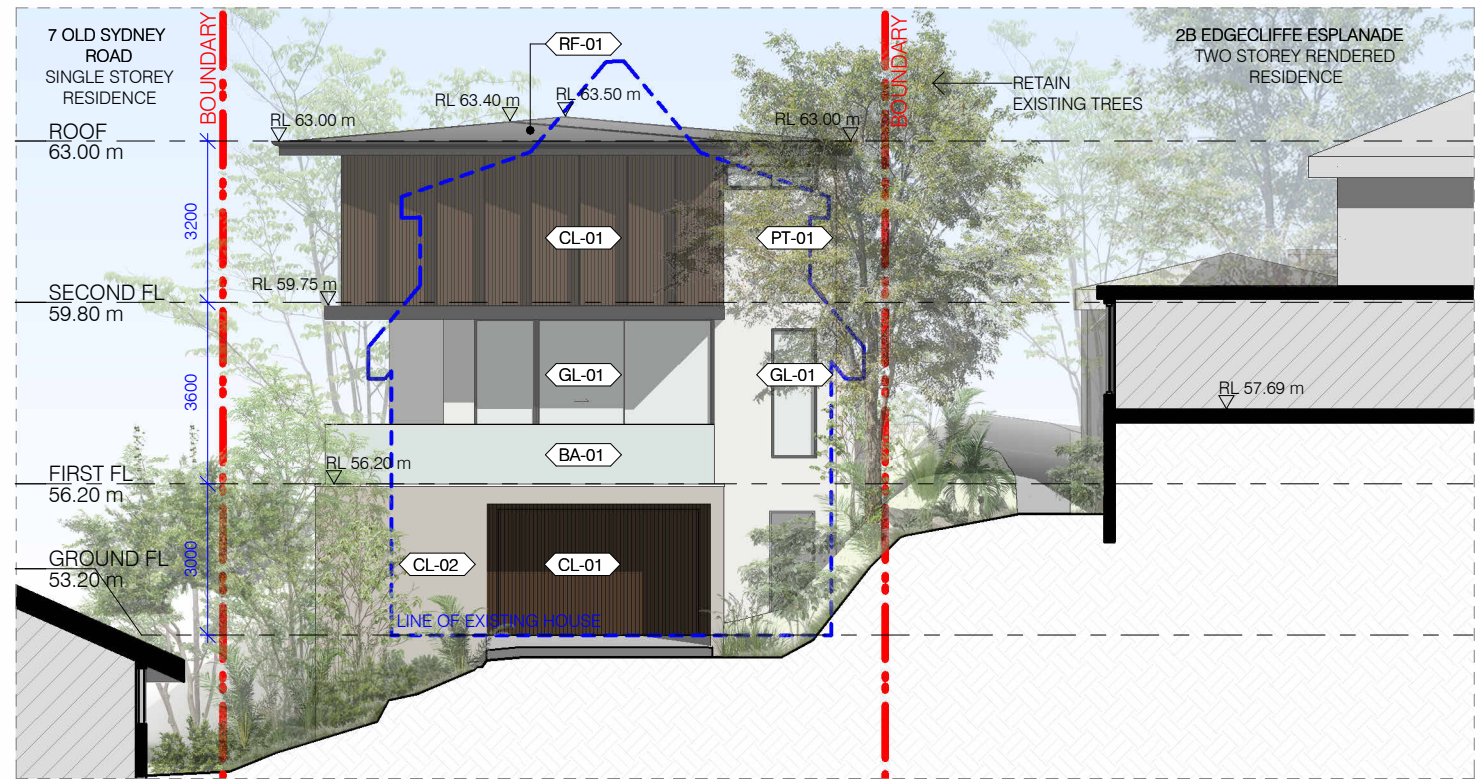 7 OLD SYDNEY
ROAD
SINGLE STOREY
RESIDENCE
BOUNDARY
RF-01
BOUNDARY
2B EDGECLIFFE ESPLANADE
TWO STOREY RENDERED
RESIDENCE
RETAIN
EXISTING TREES
RL 63.40 m
RL 63.50 m
RL 63.00 m
RL 63.00 m
ROOF
63.00 m
3200
CL-01
PT-01
SECOND FL
59.80 m
RL 59.75 m
3600
GL-01
GL-01
RL 57.69 m
BA-01
FIRST FL
56.20 m
RL 56.20 m
GROUND FL
53.20 m
3000
CL-02
CL-01
LINE OF EXISTING HOUSE